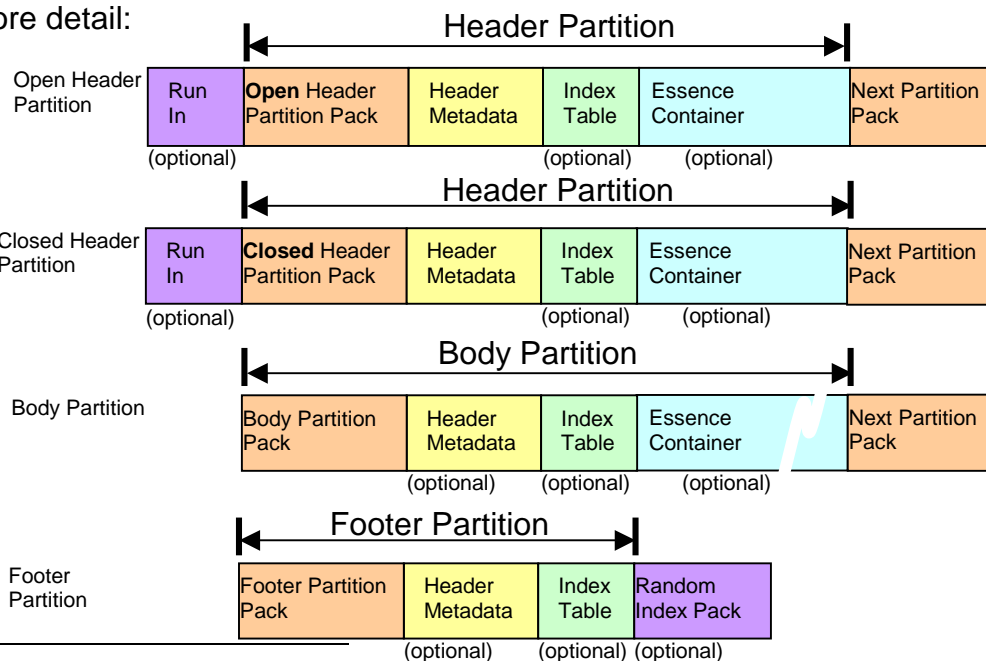 ore detail:
Header Partition
Open Header
Partition
Run
In
Open Header
Partition Pack
Header
Metadata
Index
Table
Essence
Container
Next Partition
Pack
(optional)
(optional)
(optional)
Header Partition
Closed Header
Partition
Run
In
Closed Header
Partition Pack
Header
Metadata
Index
Table
Essence
Container
Next Partition
Pack
(optional)
(optional)
(optional)
Body Partition
Body Partition
Body Partition
Pack
Header
Metadata
Index
Table
Essence
Container
Next Partition
Pack
(optional)
(optional)
(optional)
Footer Partition
Footer
Partition
Footer Partition
Pack
Header
Metadata
Index
Table
Random
Index Pack
(optional)
(optional)
(optional)